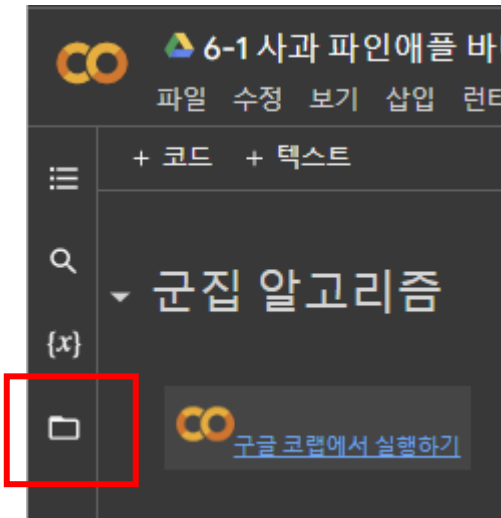 6-1 사과 파인애플 바
파일 수정 보기 삽입 런타
+ 코드 + 텍스트
군집 알고리즘
{x}
구글 코랩에서 실행하기